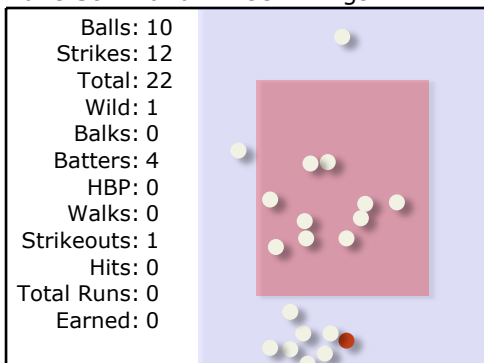 Balls: 10
Strikes: 12
Total: 22
Wild: 1
Balks: 0
Batters: 4
HBP: 0
Walks: 0
Strikeouts: 1
Hits: 0
Total Runs: 0
Earned: 0